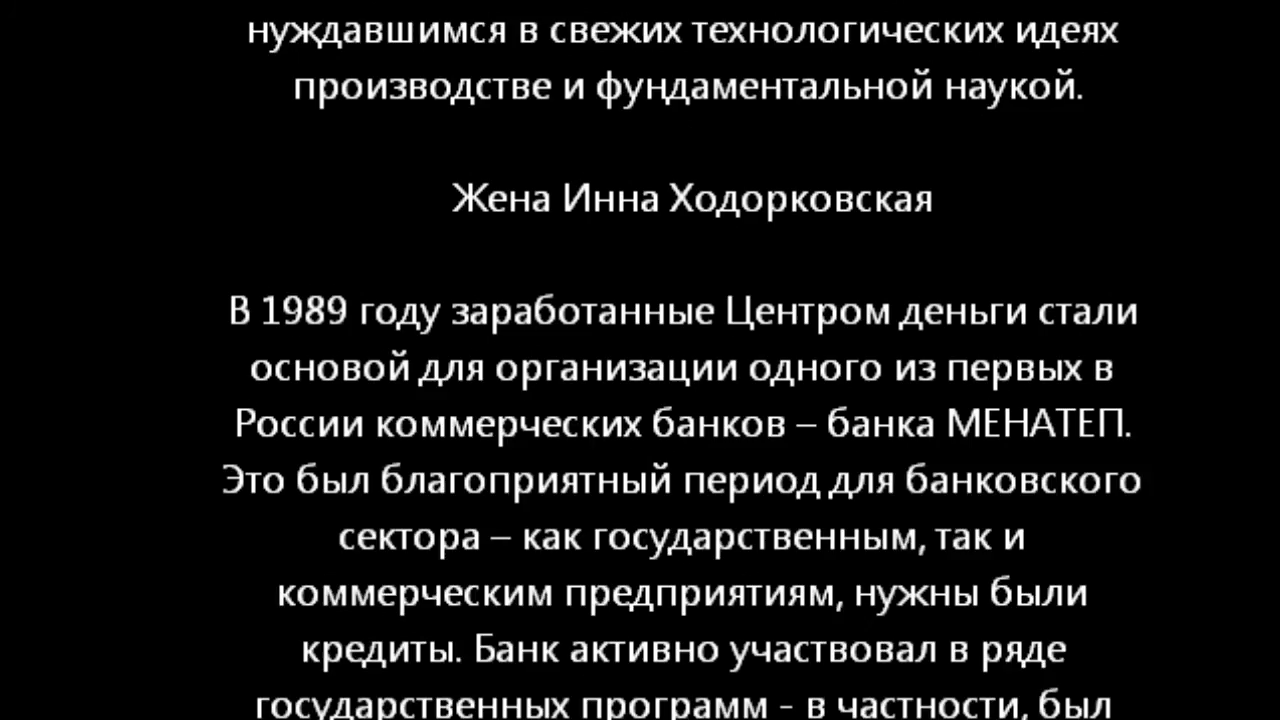 нуждавшимся в свежих технологических идеях
производстве и фундаментальной наукой.
Жена Инна Ходорковская
В 1989 году заработанные Центром деньги стали
основой для организации одного из первых в
России коммерческих банков – банка МЕНАТЕП.
Это был благоприятный период для банковского
сектора – как государственным, так и
коммерческим предприятиям, нужны были
кредиты. Банк активно участвовал в ряде
государственных программ - в частности, был